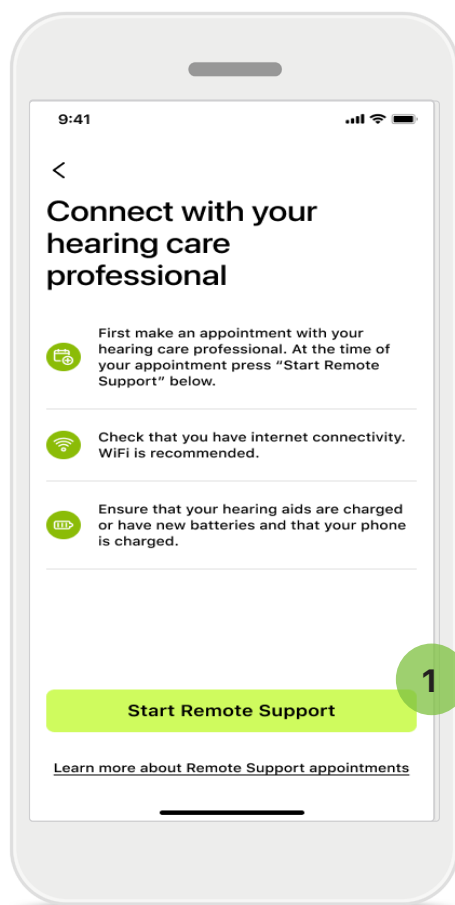 9:41
Connect with your
hearing care
professional
First make an appointment with your
hearing care professional. At the time of
your appointment press “Start Remote
Support” below.
Check that you have internet connectivity.
WiFi is recommended.
Ensure that your hearing aids are charged
or have new batteries and that your phone
is charged.
1
Start Remote Support
Learn more about Remote Support appointments